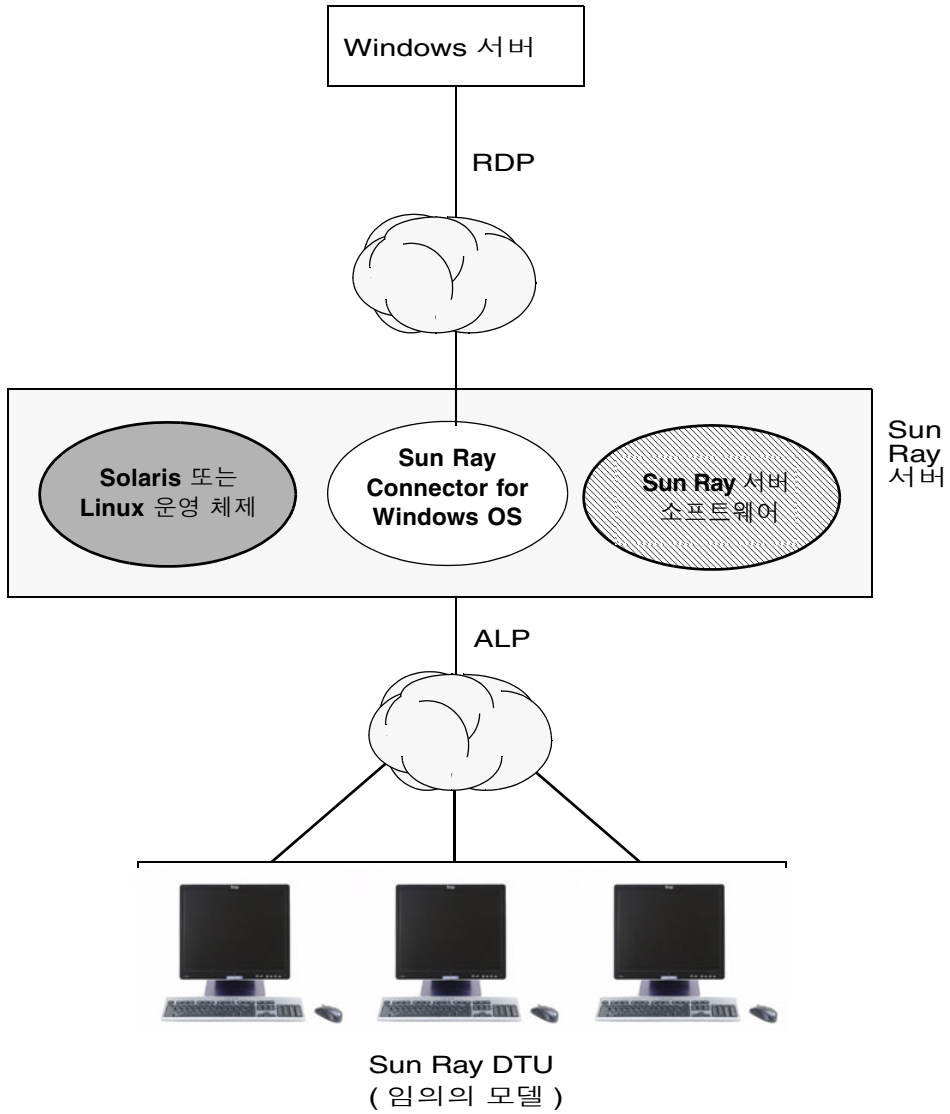 Windows 서버
RDP
Sun
Ray
서버
Solaris 또는
Linux 운영 체제
Sun Ray
Connector for
Windows OS
Sun Ray 서버
소프트웨어
ALP
Sun Ray DTU
( 임의의 모델 )